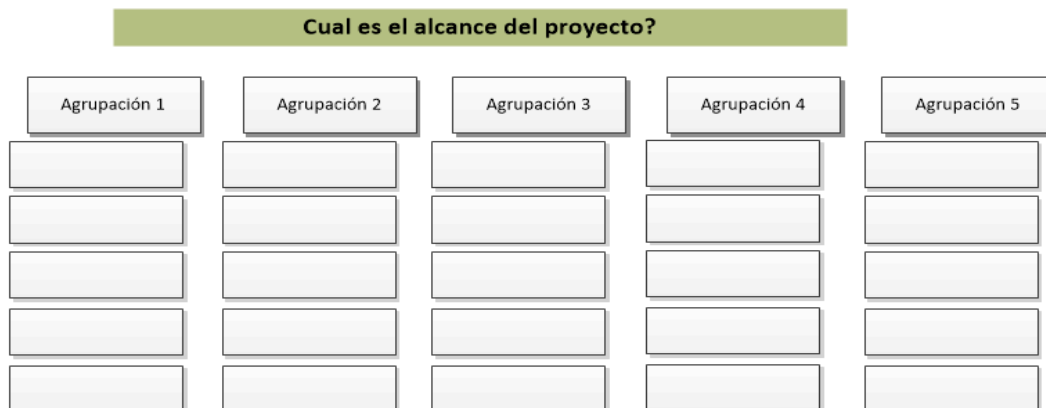 Cual es el alcance del proyecto?
Agrupación 1
Agrupación 2
Agrupación 3
Agrupación 4
Agrupación 5